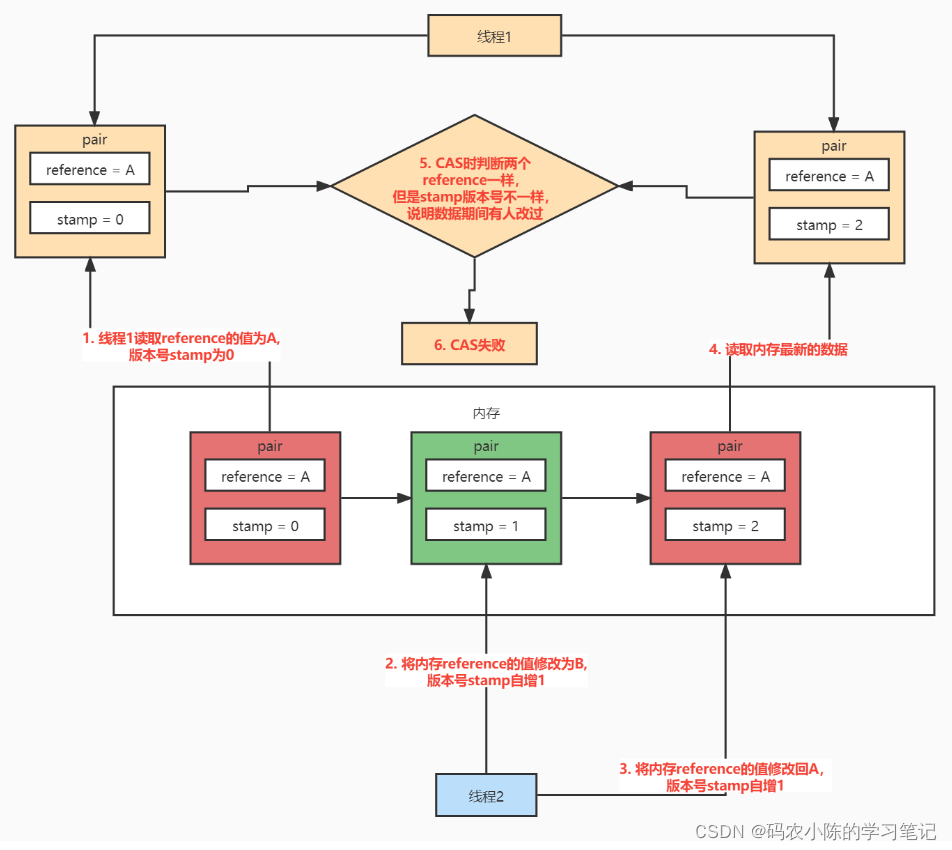 线程1
pair
reference = A
stamp = 0
5. CAS时判断两个
reference一样，
但是stamp版本号不一样，
说明数据期间有人改过
pair
reference = A
stamp = 2
1. 线程1读取reference的值为A,
版本号stamp为0
6. CAS失败
4. 读取内存最新的数据
内存
pair
reference = A
stamp = 0
pair
reference = A
stamp = 1
pair
reference = A
stamp = 2
2. 将内存reference的值修改为B,
版本号stamp自增1
3. 将内存reference的值修改回A，
版本号stamp自增1
线程2
CSDN @码农小陈的学习笔记